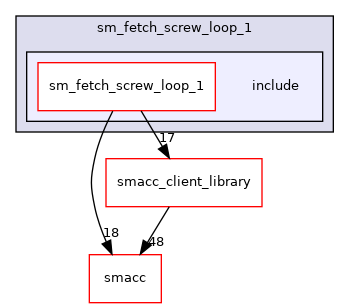 sm_fetch_screw_loop_1
sm_fetch_screw_loop_1
include
17
smacc_client_library
18
48
smacc